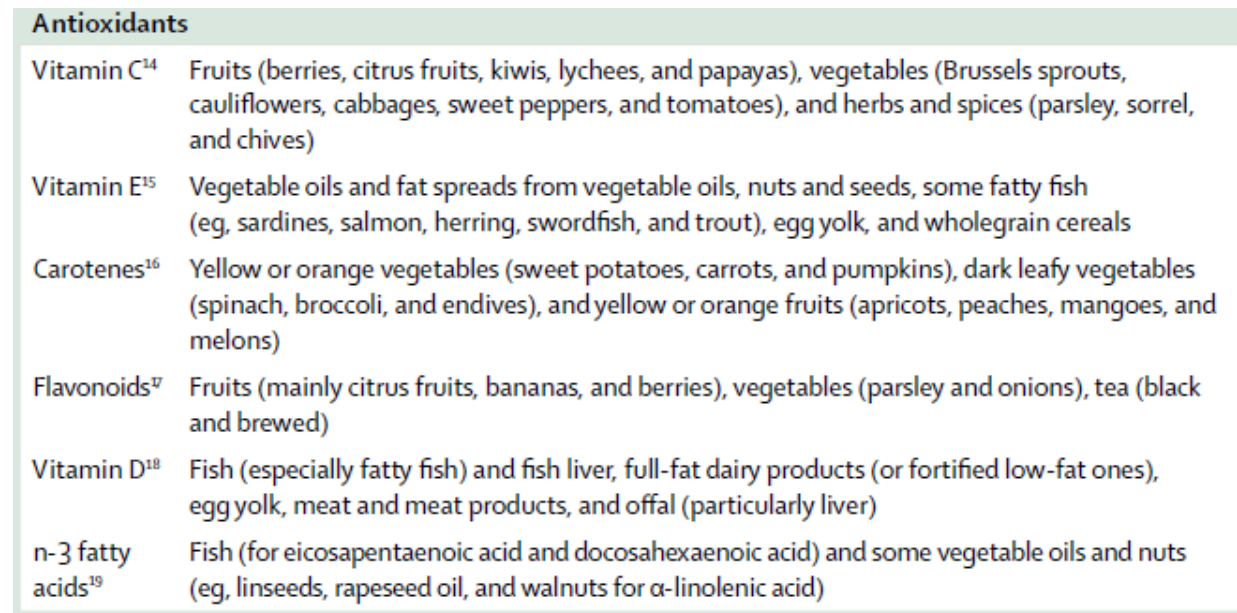 Antioxidants
Vitamin C¹⁴ Fruits (berries, citrus fruits, kiwis, lychees, and papayas), vegetables (Brussels sprouts,
cauliflowers, cabbages, sweet peppers, and tomatoes), and herbs and spices (parsley, sorrel,
and chives)
Vitamin E¹⁵ Vegetable oils and fat spreads from vegetable oils, nuts and seeds, some fatty fish
(eg, sardines, salmon, herring, swordfish, and trout), egg yolk, and wholegrain cereals
Carotenes¹⁶ Yellow or orange vegetables (sweet potatoes, carrots, and pumpkins), dark leafy vegetables
(spinach, broccoli, and endives), and yellow or orange fruits (apricots, peaches, mangoes, and
melons)
Flavonoids¹⁷ Fruits (mainly citrus fruits, bananas, and berries), vegetables (parsley and onions), tea (black
and brewed)
Vitamin D¹⁸ Fish (especially fatty fish) and fish liver, full-fat dairy products (or fortified low-fat ones),
egg yolk, meat and meat products, and offal (particularly liver)
n-3 fatty Fish (for eicosapentaenoic acid and docosahexaenoic acid) and some vegetable oils and nuts
acids¹⁹ (eg, linseeds, rapeseed oil, and walnuts for α-linolenic acid)